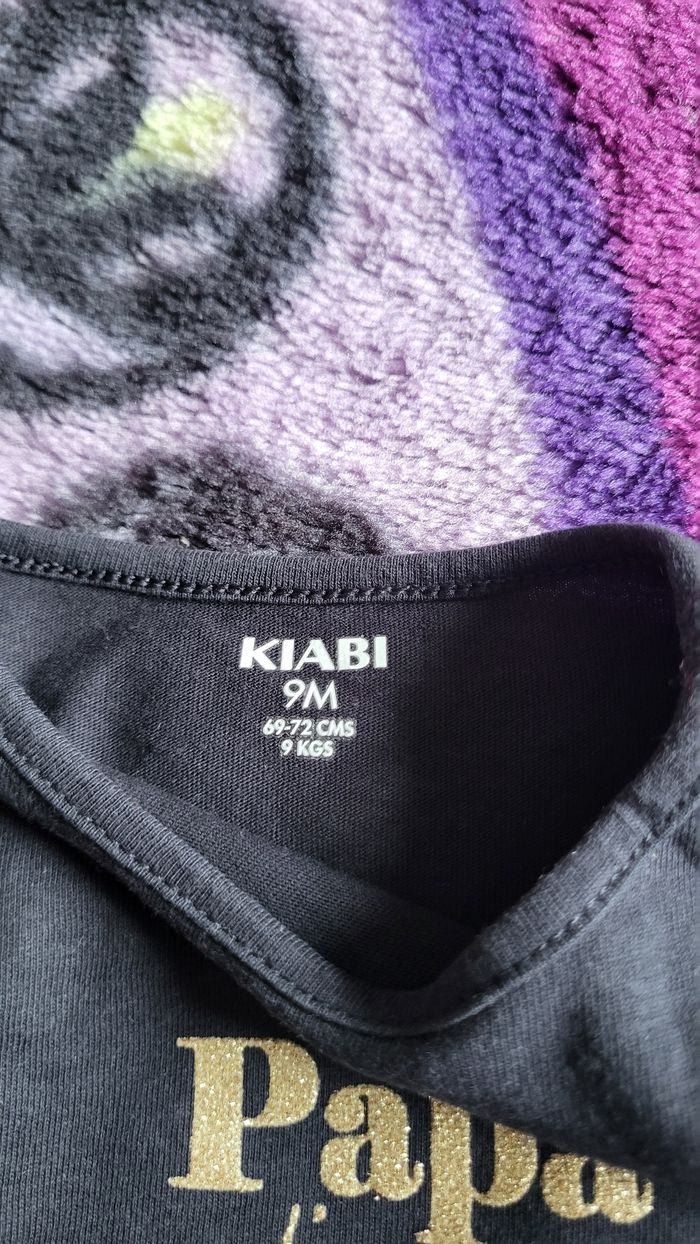 KIABI
9M
69-72 CMS
9 KGS
Papa